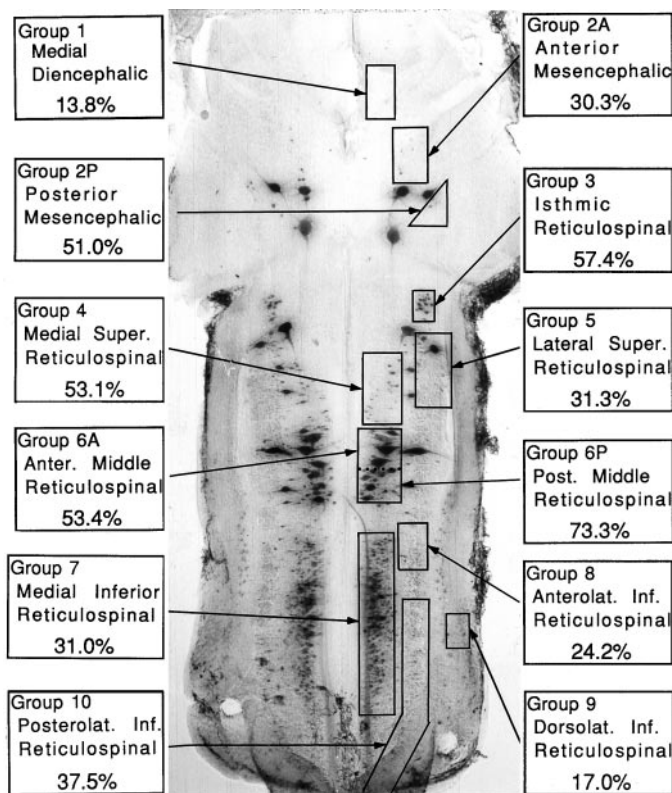 Group 1
Medial
Diencephalic
13.8%
Group 2A
Anterior
Mesencephalic
30.3%
Group 2P
Posterior
Mesencephalic
51.0%
Group 3
Isthmic
Reticulospinal
57.4%
Group 4
Medial Super.
Reticulospinal
53.1%
Group 5
Lateral Super.
Reticulospinal
31.3%
Group 6A
Anter. Middle
Reticulospinal
53.4%
Group 6P
Post. Middle
Reticulospinal
73.3%
Group 7
Medial Inferior
Reticulospinal
31.0%
Group 8
Anterolat. Inf.
Reticulospinal
24.2%
Group 10
Posterolat. Inf.
Reticulospinal
37.5%
Group 9
Dorsolat. Inf.
Reticulospinal
17.0%